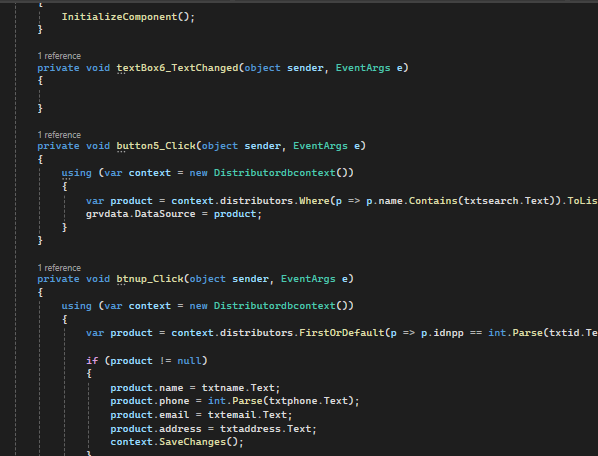 {
InitializeComponent();
}
1 reference
private void textBox6_TextChanged(object sender, EventArgs e)
{
}
1 reference
private void button5_Click(object sender, EventArgs e)
{
using (var context = new Distributordbcontext())
{
var product = context.distributors.Where(p => p.name.Contains(txtsearch.Text)).ToLis
grvdata.DataSource = product;
}
}
1 reference
private void btnup_Click(object sender, EventArgs e)
{
using (var context = new Distributordbcontext())
{
var product = context.distributors.FirstOrDefault(p => p.idnpp == int.Parse(txtid.Te
if (product != null)
{
product.name = txtname.Text;
product.phone = int.Parse(txtphone.Text);
product.email = txtemail.Text;
product.address = txtaddress.Text;
context.SaveChanges();
}